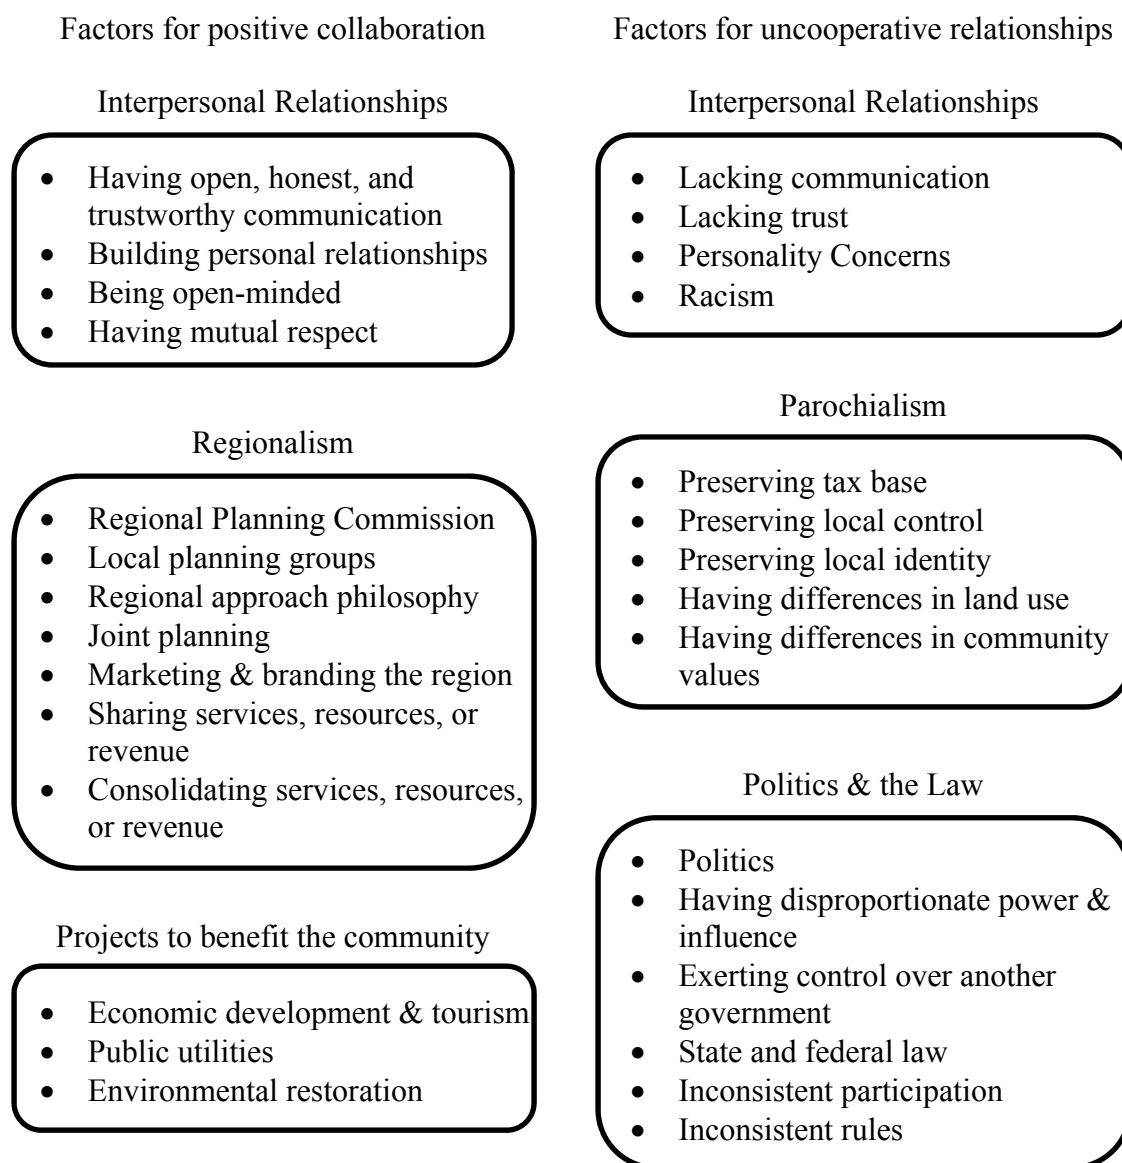 Factors for positive collaboration
Interpersonal Relationships
• Having open, honest, and
trustworthy communication
• Building personal relationships
• Being open-minded
• Having mutual respect
Regionalism
• Regional Planning Commission
• Local planning groups
• Regional approach philosophy
• Joint planning
• Marketing & branding the region
• Sharing services, resources, or
revenue
• Consolidating services, resources,
or revenue
Projects to benefit the community
• Economic development & tourism
• Public utilities
• Environmental restoration
Factors for uncooperative relationships
Interpersonal Relationships
• Lacking communication
• Lacking trust
• Personality Concerns
• Racism
Parochialism
• Preserving tax base
• Preserving local control
• Preserving local identity
• Having differences in land use
• Having differences in community
values
Politics & the Law
• Politics
• Having disproportionate power &
influence
• Exerting control over another
government
• State and federal law
• Inconsistent participation
• Inconsistent rules